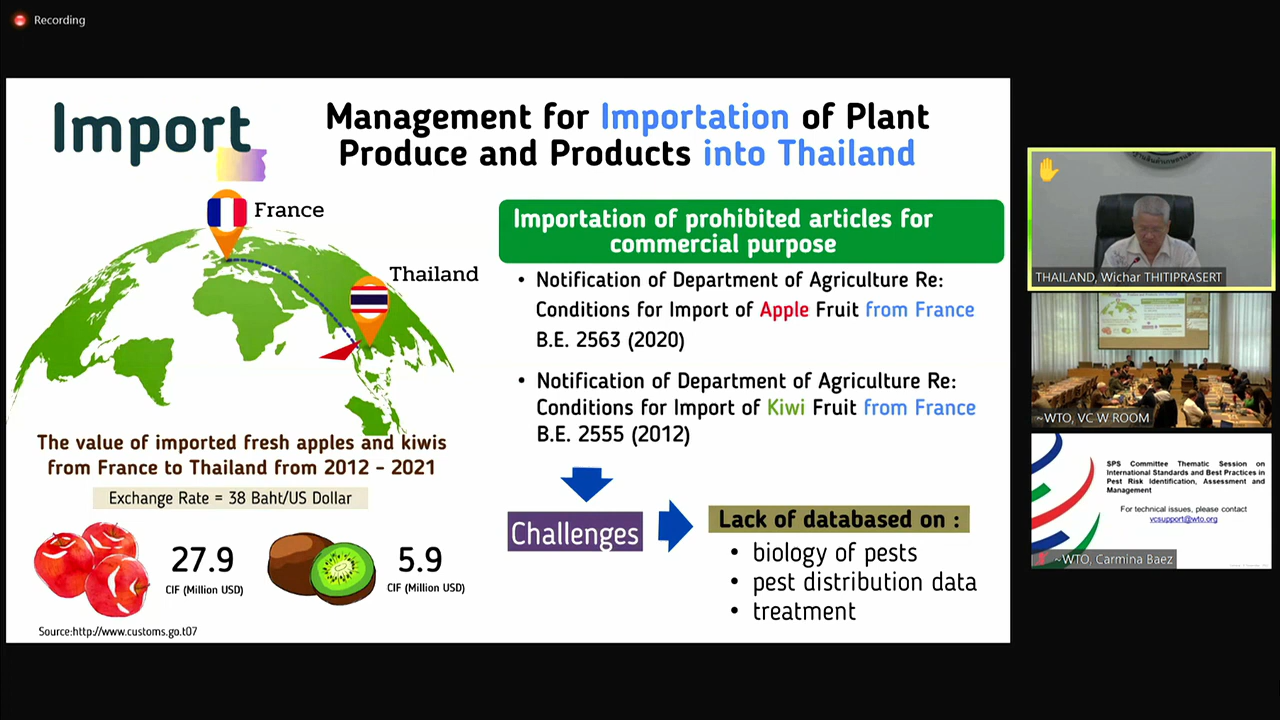 Recording
Import
Management for Importation of Plant
Produce and Products into Thailand
France
Thailand
Importation of prohibited articles for
commercial purpose
• Notification of Department of Agriculture Re:
Conditions for Import of Apple Fruit from France
B.E. 2563 (2020)
• Notification of Department of Agriculture Re:
Conditions for Import of Kiwi Fruit from France
B.E. 2555 (2012)
The value of imported fresh apples and kiwis
from France to Thailand from 2012 - 2021
Exchange Rate = 38 Baht/US Dollar
27.9
CIF (Million USD)
5.9
CIF (Million USD)
Source:http://www.customs.go.t07
Challenges
Lack of databased on :
• biology of pests
• pest distribution data
• treatment
THAILAND, Wichar THITIPRASERT
~WTO, VC W ROOM
SPS Committee Thematic Session on
International Standards and Best Practices in
Pest Risk Identification, Assessment and
Management
For technical issues, please contact
vcsupport@wto.org
~WTO, Carmina Baez